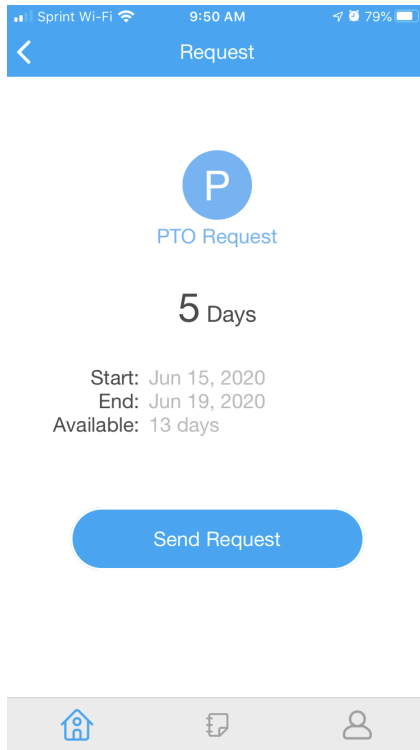 Sprint Wi-Fi 9:50 AM 79%
Request
P
PTO Request
5 Days
Start: Jun 15, 2020
End: Jun 19, 2020
Available: 13 days
Send Request